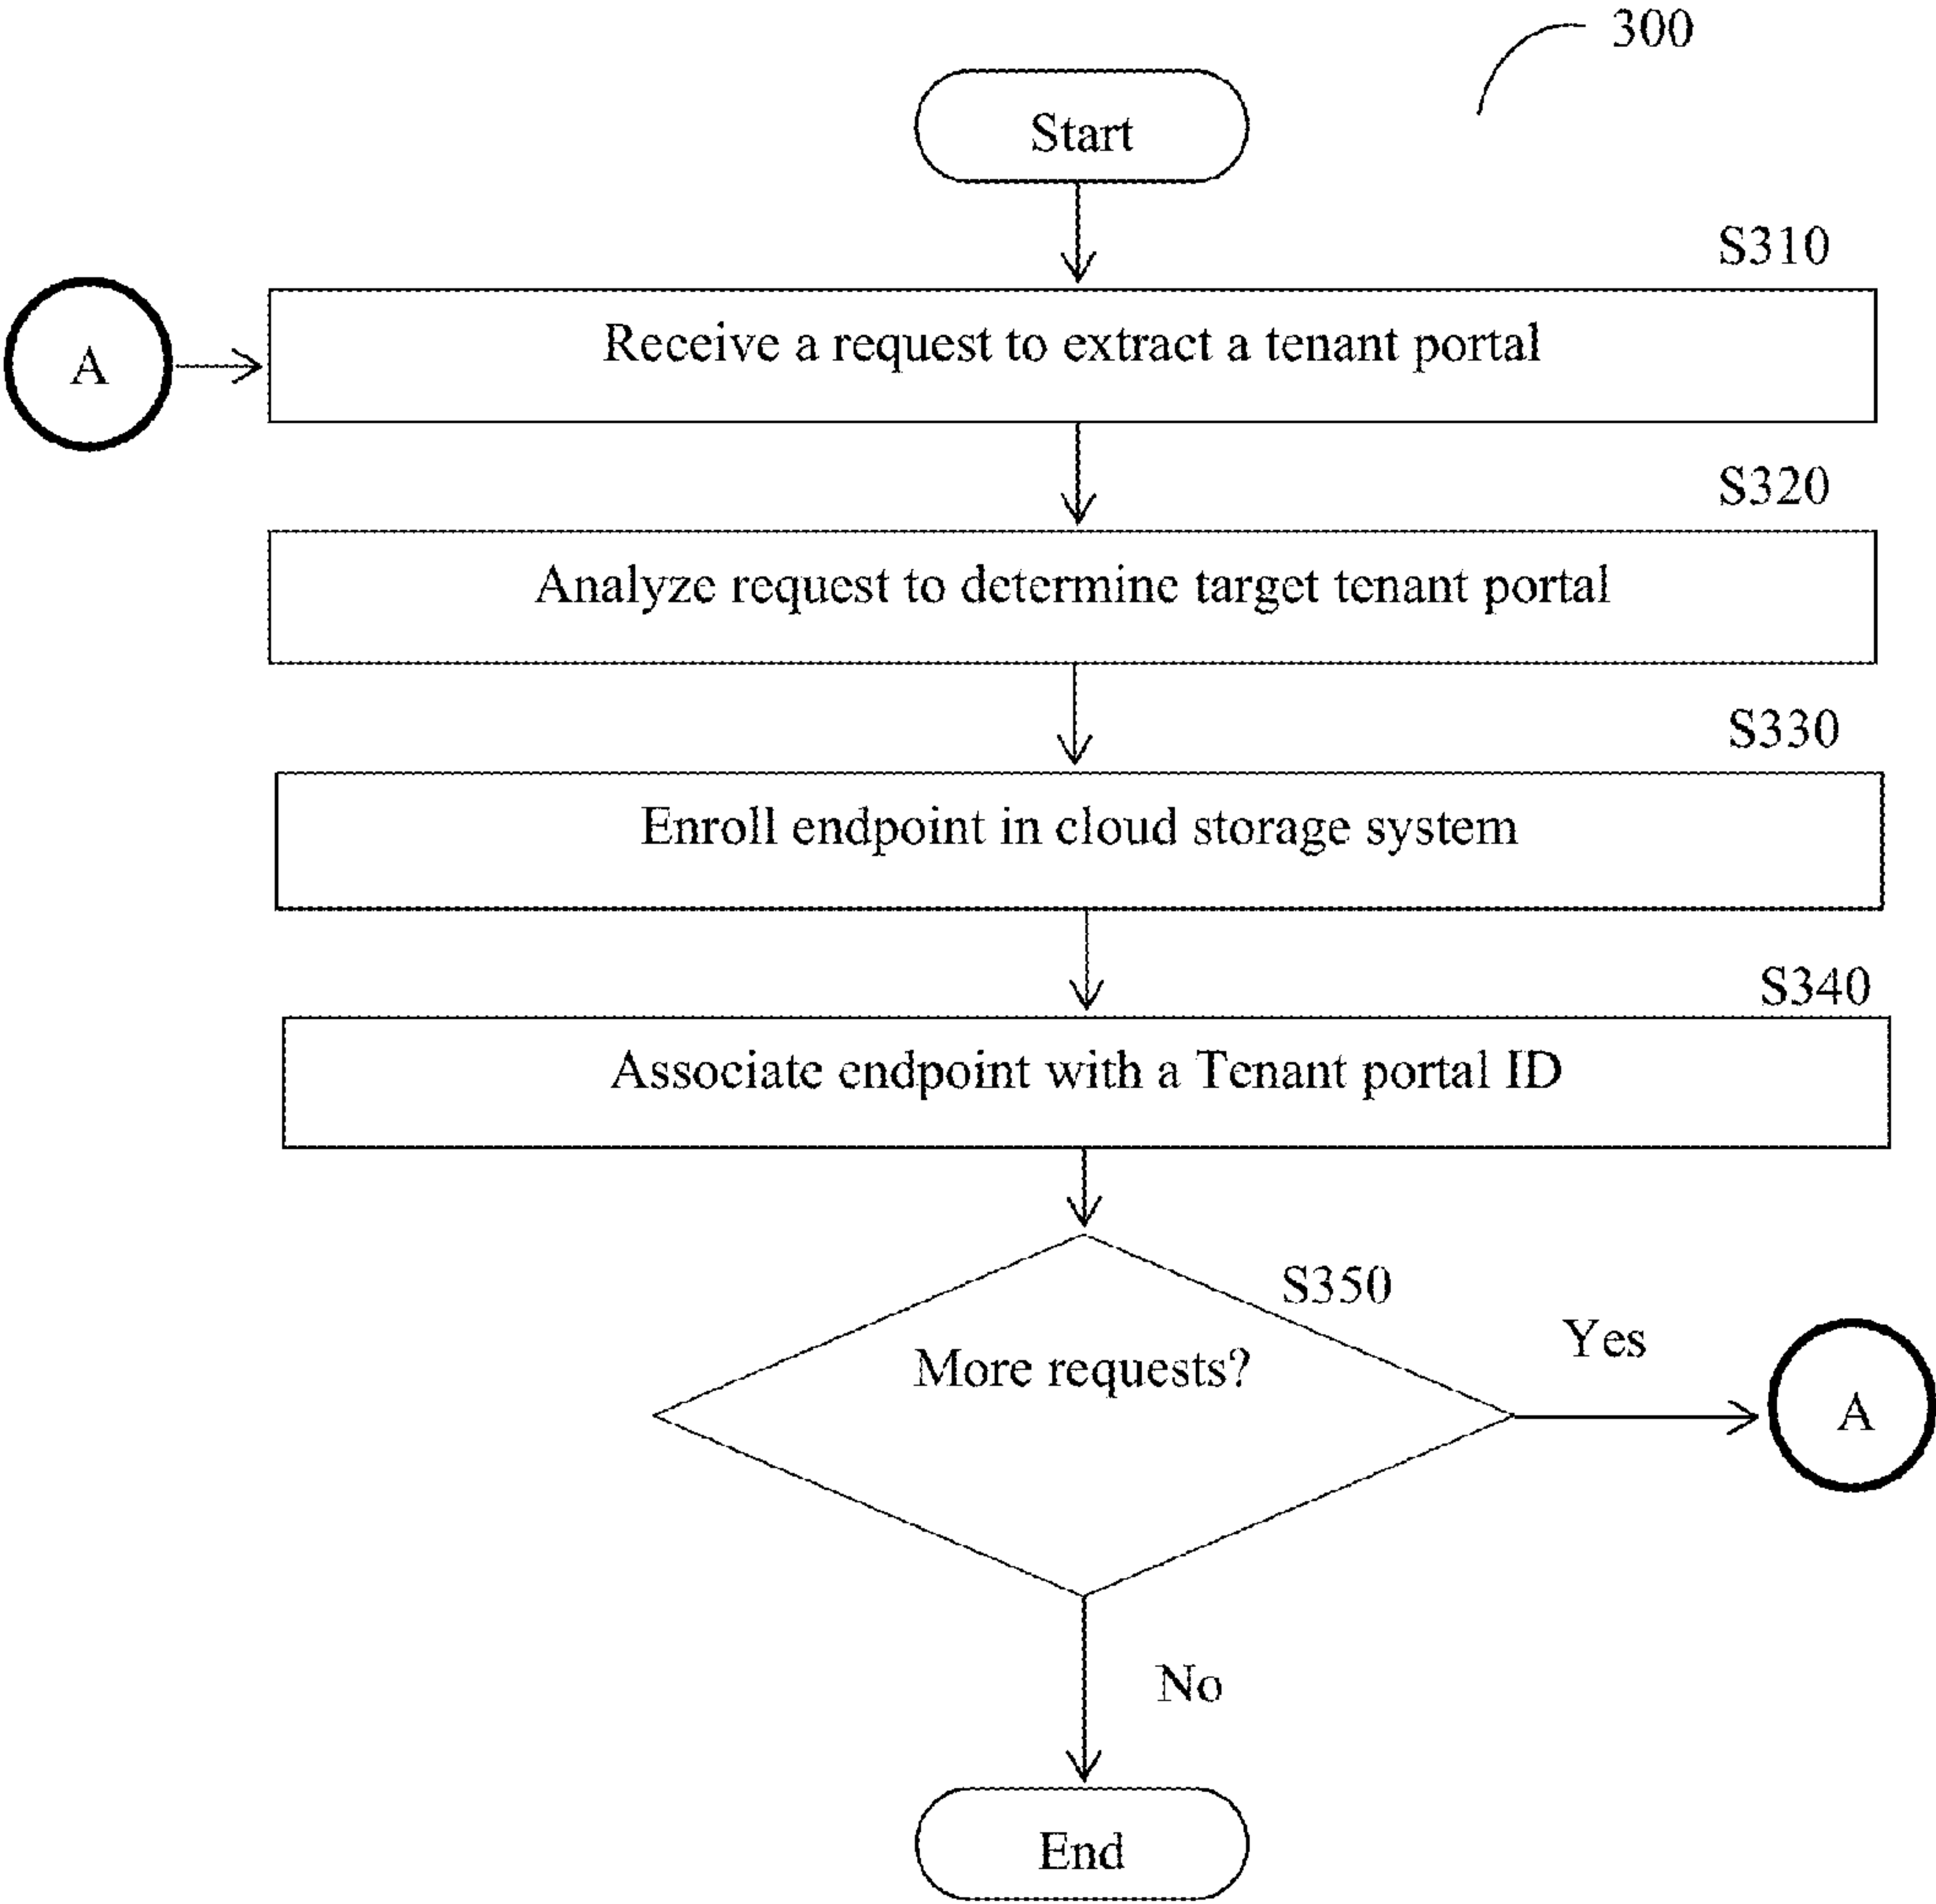 300
Start
S310
A
Receive a request to extract a tenant portal
S320
Analyze request to determine target tenant portal
S330
Enroll endpoint in cloud storage system
S340
Associate endpoint with a Tenant portal ID
S350
More requests?
Yes
A
No
End